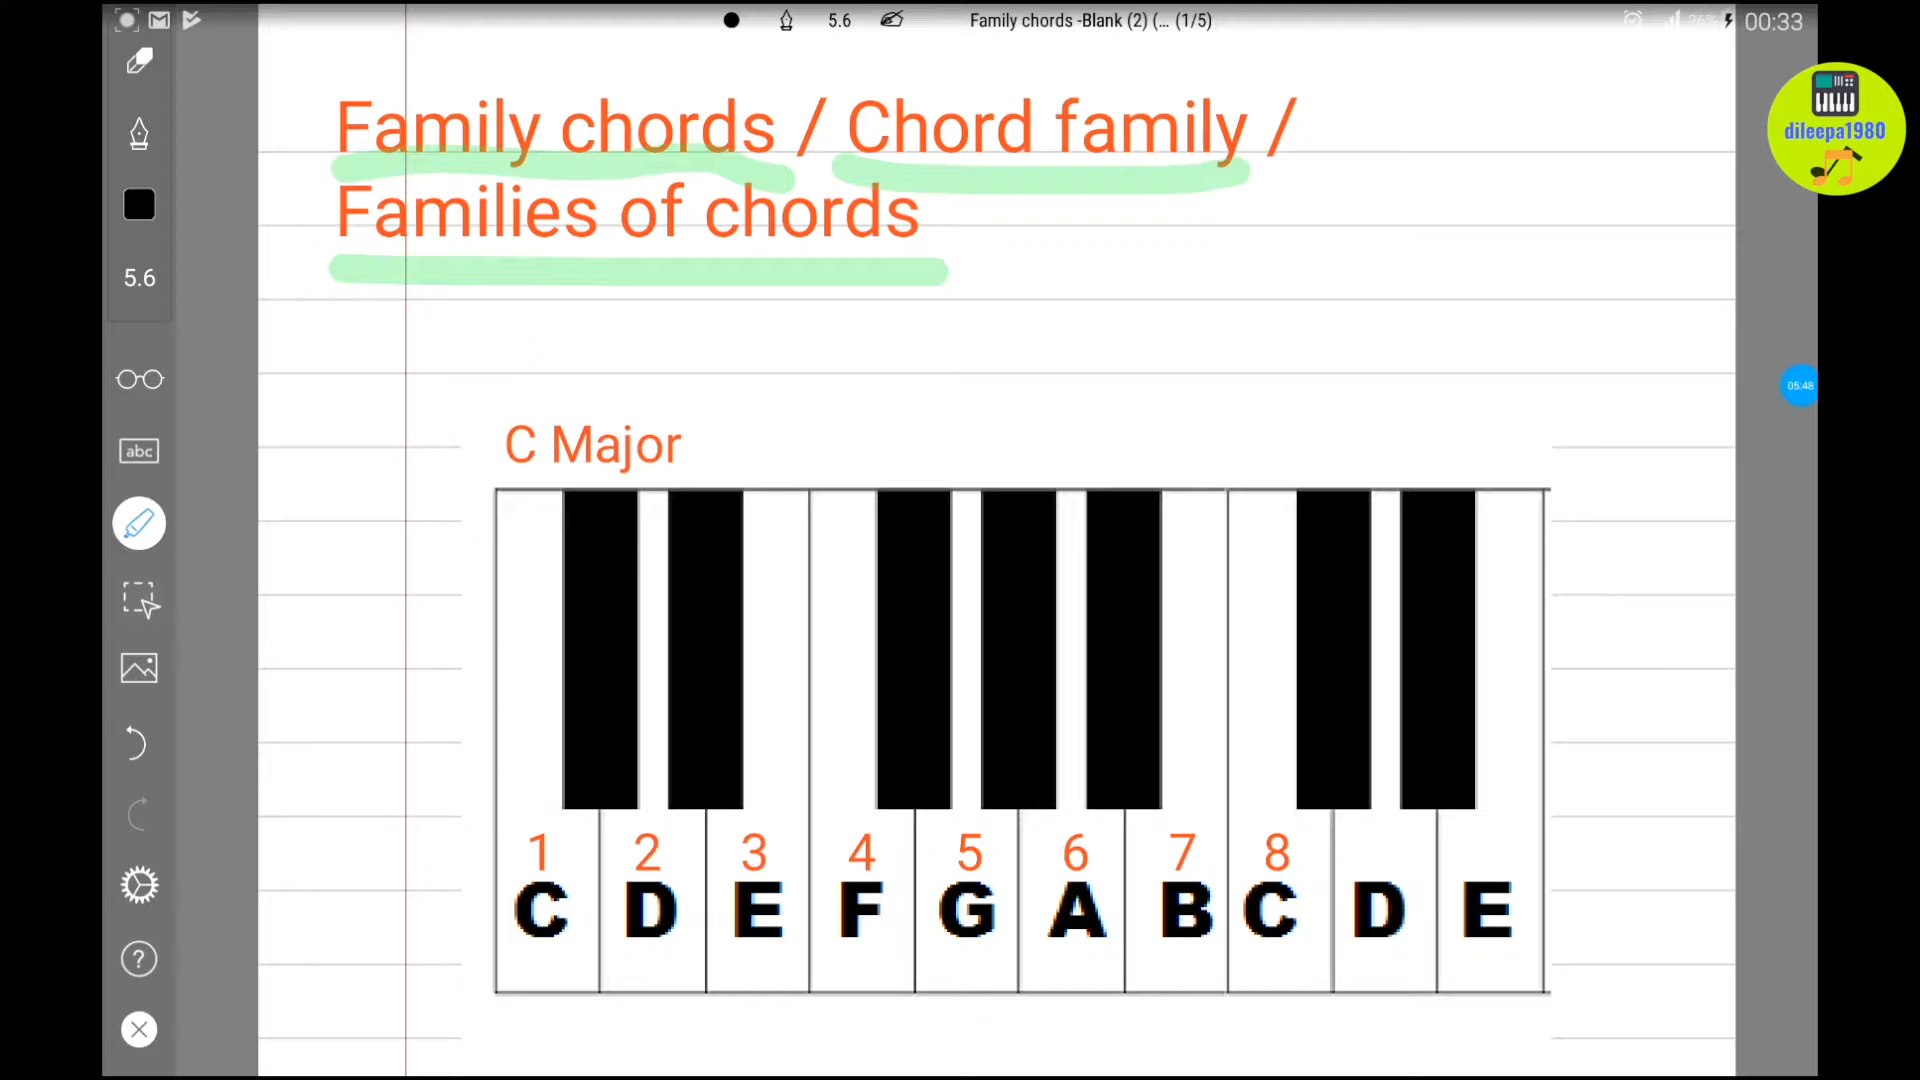 5.6 Family chords -Blank (2) (... (1/5) 26% 00:33
dileepa1980
Family chords / Chord family /
Families of chords
5.6
05:48
abc
C Major
1 2 3 4 5 6 7 8
C D E F G A B C D E
?